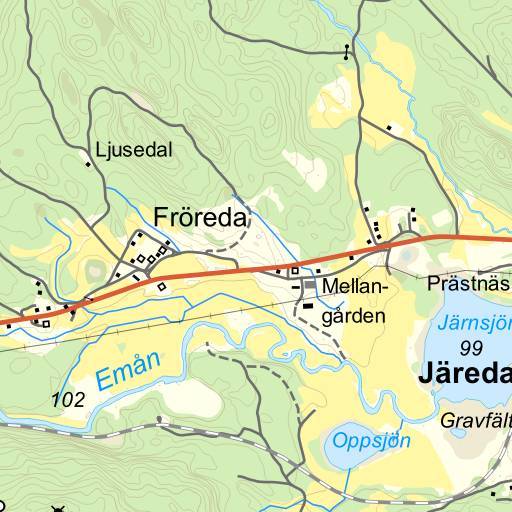 Ljusedal
Fröreda
Prästnäs
Mellan-
gården
Järnsjön
99
Emån
Järeda
102
Gravfält
Oppsjön